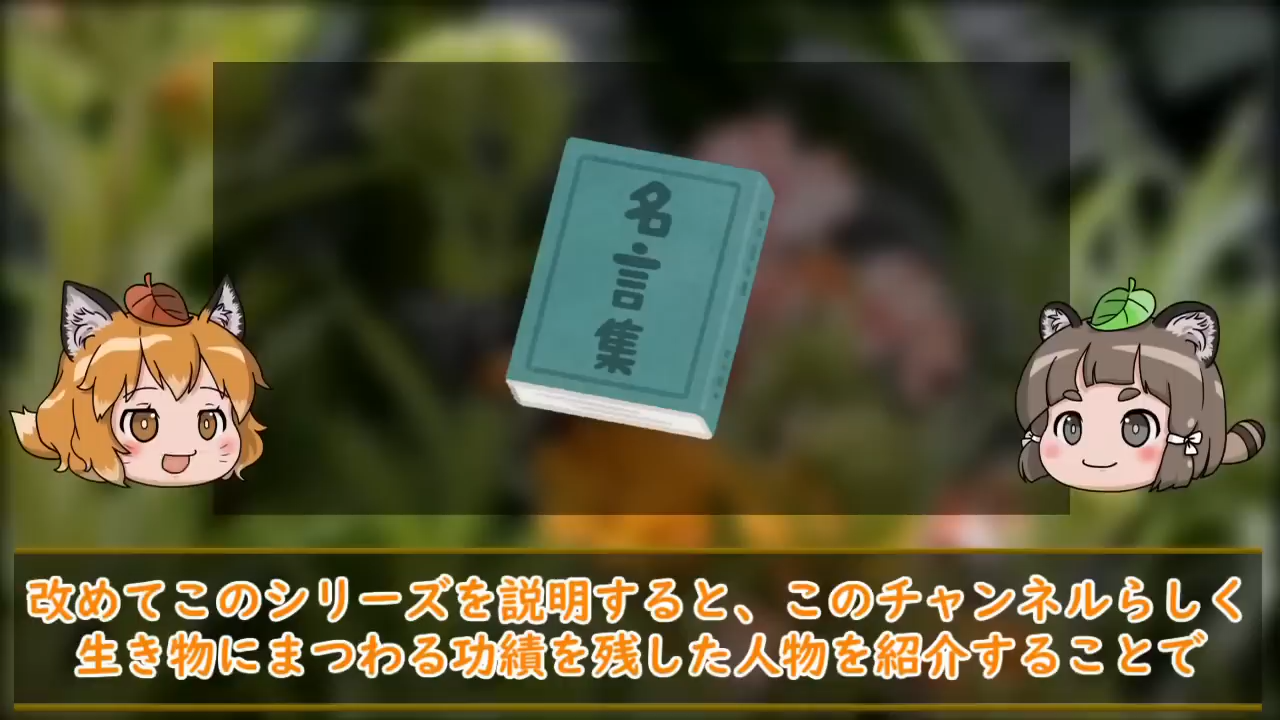 名言集
改めてこのシリーズを説明すると、このチャンネルらしく
生き物にまつわる功績を残した人物を紹介することで